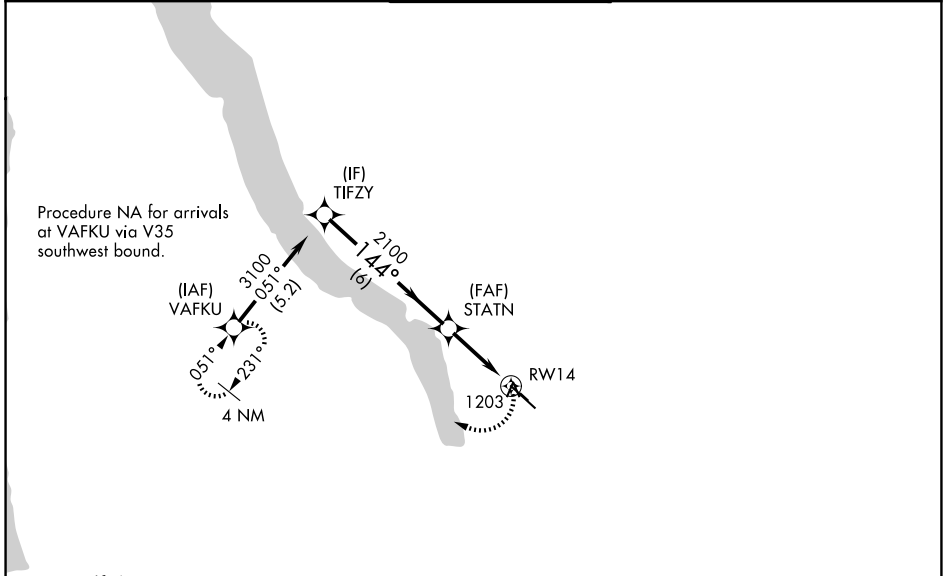 (IF)
TIFZY
Procedure NA for arrivals
at VAFKU via V35
southwest bound.
2100
144°
(6)
3100
051°
(5.2)
(IAF)
VAFKU
(FAF)
STATN
051°
231°
4 NM
RW14
1203